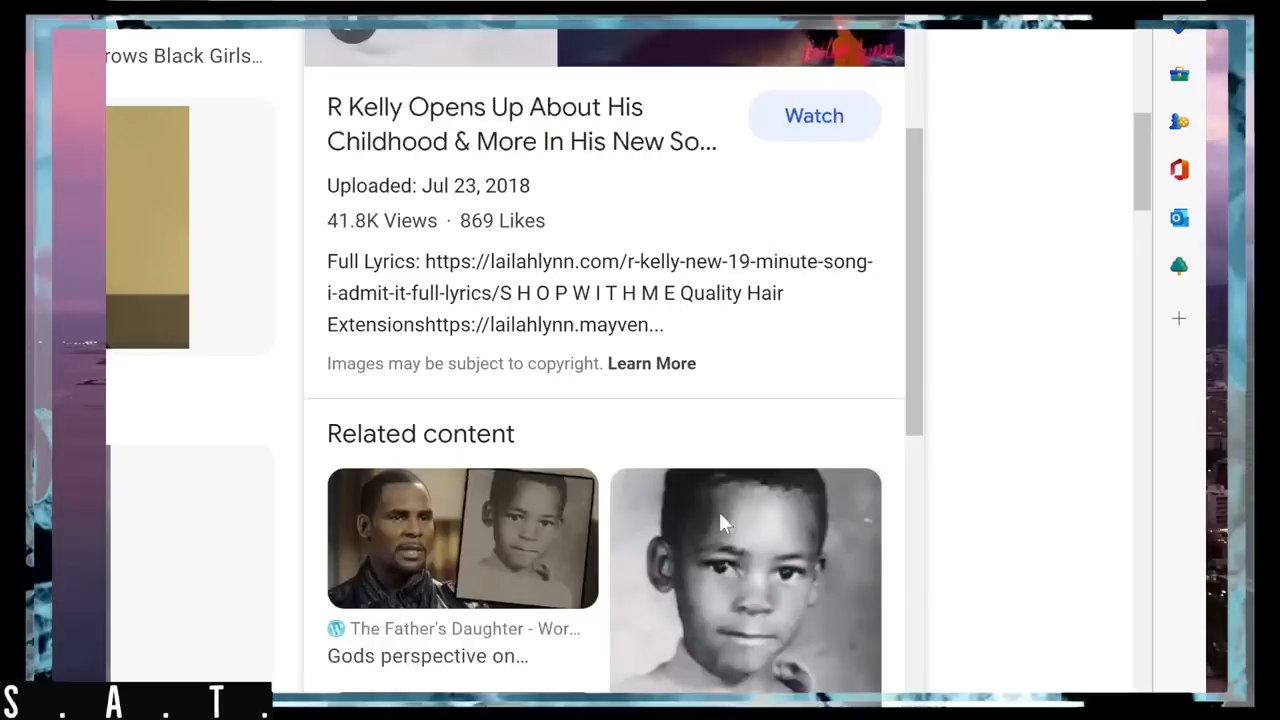 rows Black Girls...
Lailah Lynn
R Kelly Opens Up About His
Childhood & More In His New So...
Watch
Uploaded: Jul 23, 2018
41.8K Views · 869 Likes
Full Lyrics: https://lailahlynn.com/r-kelly-new-19-minute-song-
i-admit-it-full-lyrics/S H O P W I T H M E Quality Hair
Extensionshttps://lailahlynn.mayven...
Images may be subject to copyright. Learn More
Related content
The Father's Daughter - Wor...
Gods perspective on...
S . A . T .